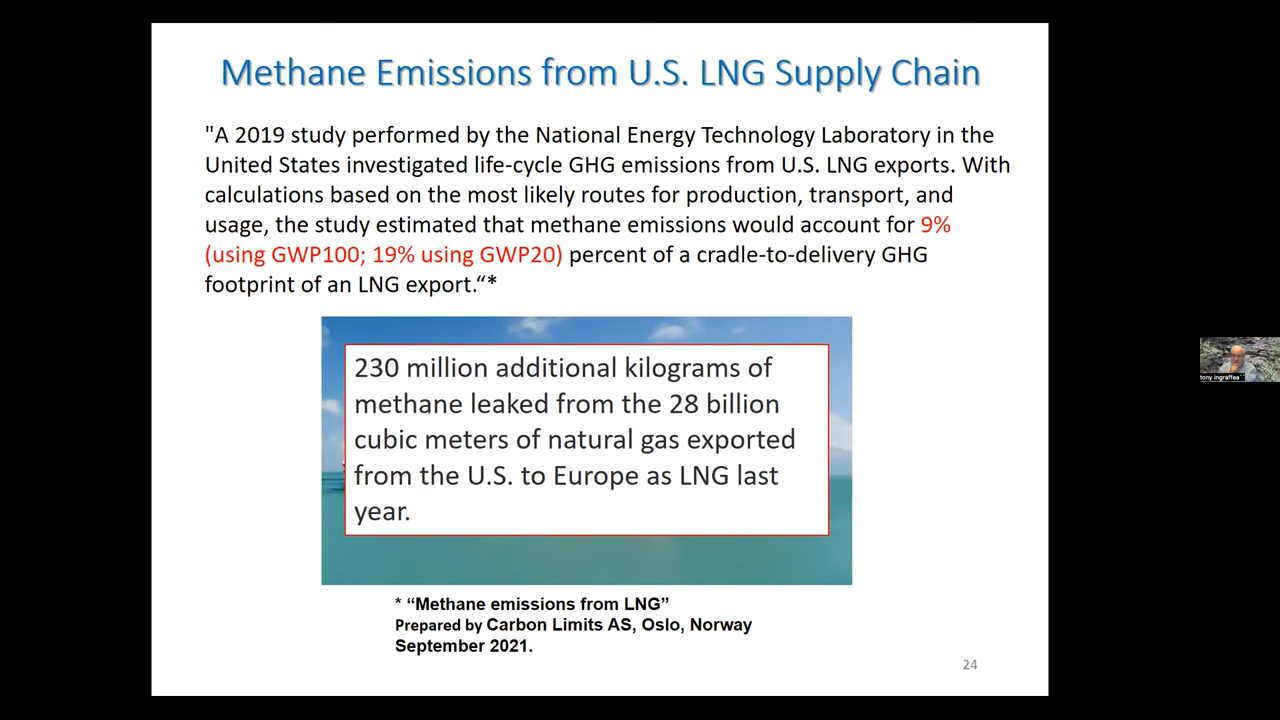 Methane Emissions from U.S. LNG Supply Chain
"A 2019 study performed by the National Energy Technology Laboratory in the
United States investigated life-cycle GHG emissions from U.S. LNG exports. With
calculations based on the most likely routes for production, transport, and
usage, the study estimated that methane emissions would account for 9%
(using GWP100; 19% using GWP20) percent of a cradle-to-delivery GHG
footprint of an LNG export.“*
230 million additional kilograms of
methane leaked from the 28 billion
cubic meters of natural gas exported
from the U.S. to Europe as LNG last
year.
* “Methane emissions from LNG”
Prepared by Carbon Limits AS, Oslo, Norway
September 2021.
24
tony ingraffea